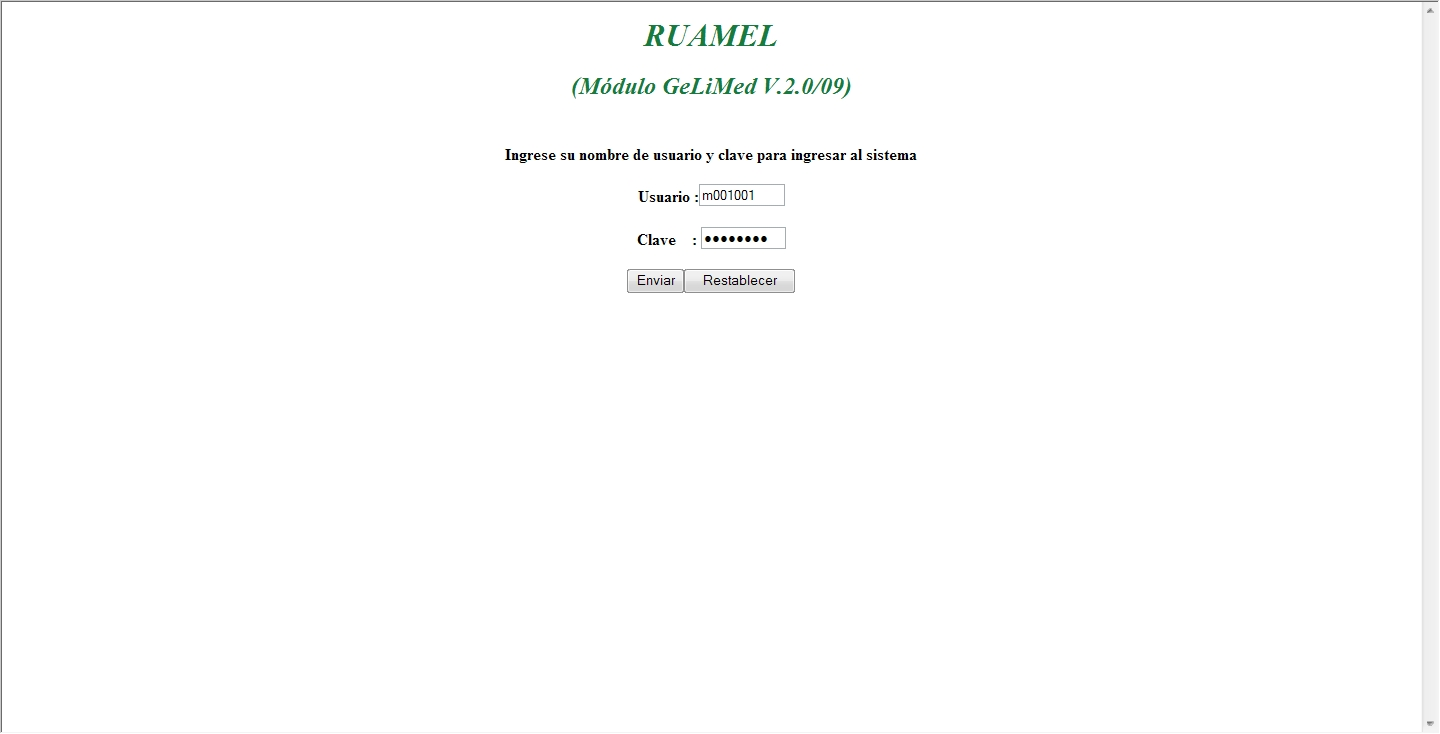 RUAMEL
(Módulo GeLiMed V.2.0/09)
Ingrese su nombre de usuario y clave para ingresar al sistema
Usuario : m001001
Clave : ••••••••
Enviar Restablecer